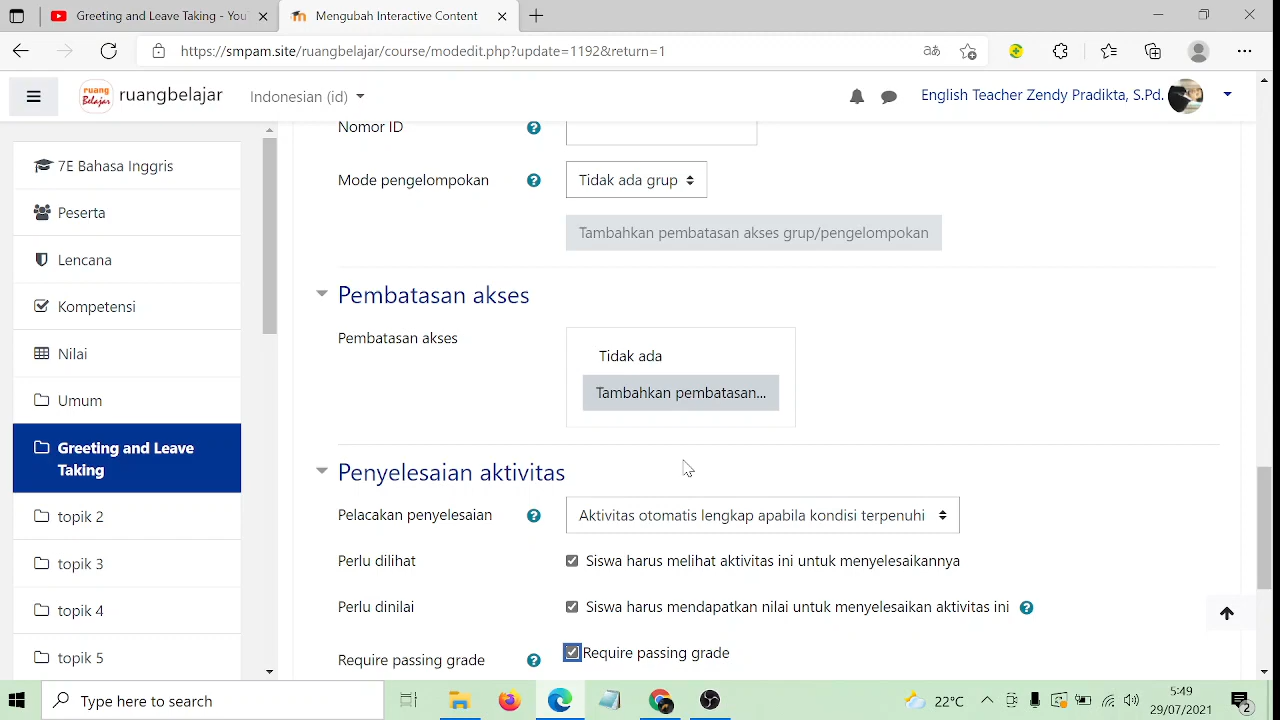 Greeting and Leave Taking - You
Mengubah Interactive Content
https://smpam.site/ruangbelajar/course/modedit.php?update=1192&return=1
ruang Belajar
ruangbelajar
Indonesian (id)
English Teacher Zendy Pradikta, S.Pd.
7E Bahasa Inggris
Peserta
Lencana
Kompetensi
Nilai
Umum
Greeting and Leave
Taking
topik 2
topik 3
topik 4
topik 5
Nomor ID
Mode pengelompokan
Tidak ada grup
Tambahkan pembatasan akses grup/pengelompokan
Pembatasan akses
Pembatasan akses
Tidak ada
Tambahkan pembatasan...
Penyelesaian aktivitas
Pelacakan penyelesaian
Aktivitas otomatis lengkap apabila kondisi terpenuhi
Perlu dilihat
Siswa harus melihat aktivitas ini untuk menyelesaikannya
Perlu dinilai
Siswa harus mendapatkan nilai untuk menyelesaikan aktivitas ini
Require passing grade
Require passing grade
Type here to search
22°C
5:49
29/07/2021
2